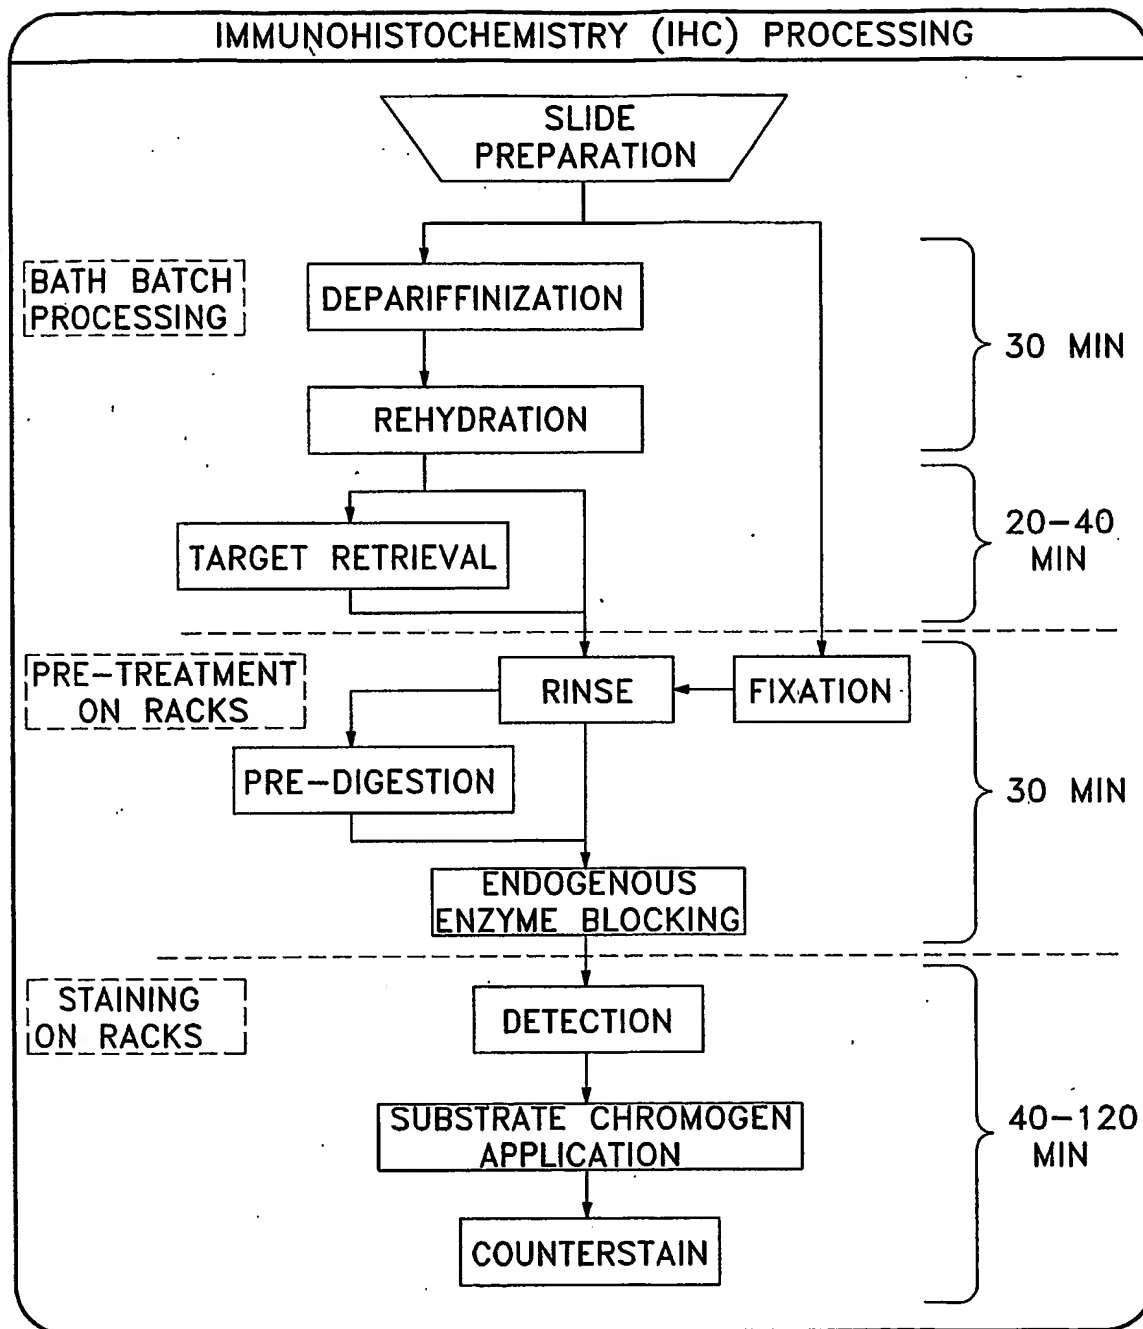 IMMUNOHISTOCHEMISTRY (IHC) PROCESSING
SLIDE
PREPARATION
BATH BATCH
PROCESSING
DEPARIFFINIZATION
30 MIN
REHYDRATION
TARGET RETRIEVAL
20-40
MIN
PRE-TREATMENT
ON RACKS
RINSE
FIXATION
PRE-DIGESTION
30 MIN
ENDOGENOUS
ENZYME BLOCKING
STAINING
ON RACKS
DETECTION
SUBSTRATE CHROMOGEN
APPLICATION
40-120
MIN
COUNTERSTAIN